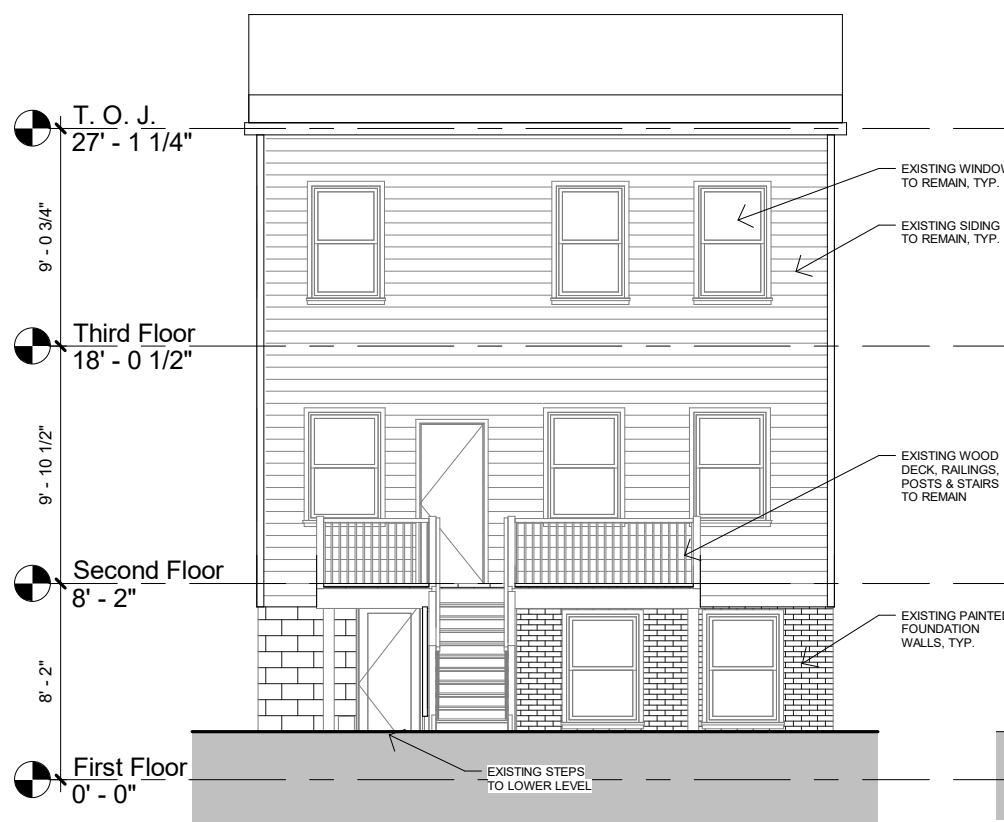 T. O. J.
27' - 1 1/4"
9' - 0 3/4"
Third Floor
18' - 0 1/2"
9' - 10 1/2"
Second Floor
8' - 2"
8' - 2"
First Floor
0' - 0"
EXISTING WINDOW
TO REMAIN, TYP.
EXISTING SIDING
TO REMAIN, TYP.
EXISTING WOOD
DECK, RAILINGS,
POSTS & STAIRS
TO REMAIN
EXISTING PAINTED
FOUNDATION
WALLS, TYP.
EXISTING STEPS
TO LOWER LEVEL